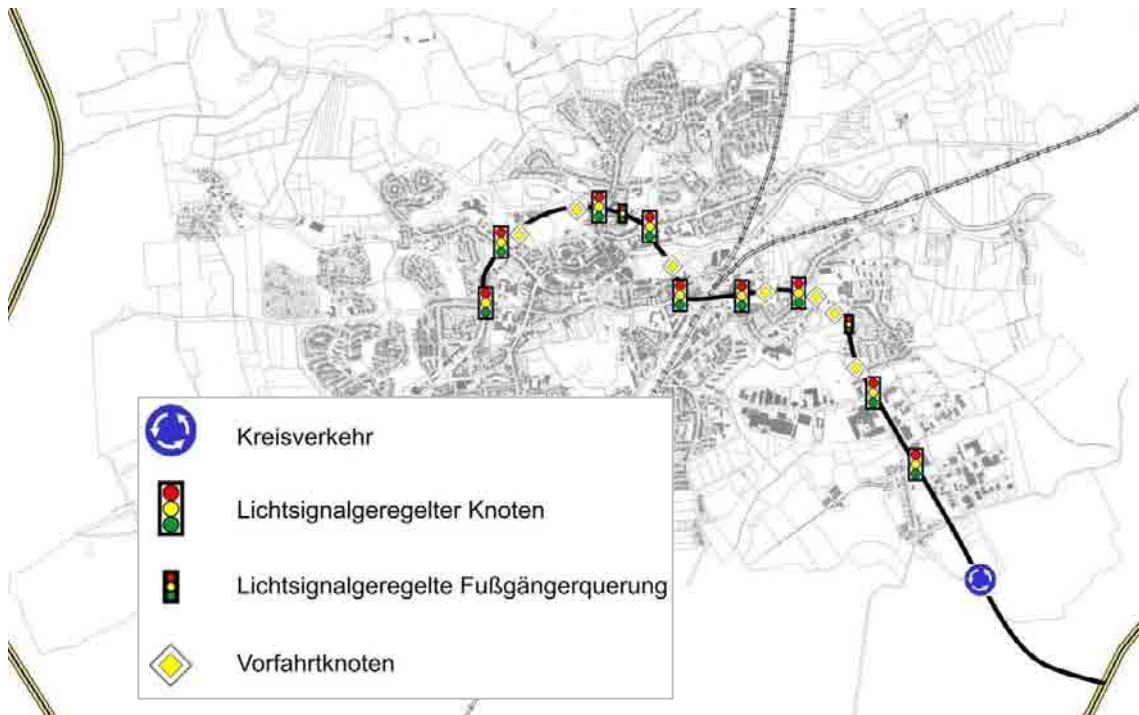 Kreisverkehr
Lichtsignalgeregelter Knoten
Lichtsignalgeregelte Fußgängerquerung
Vorfahrtknoten